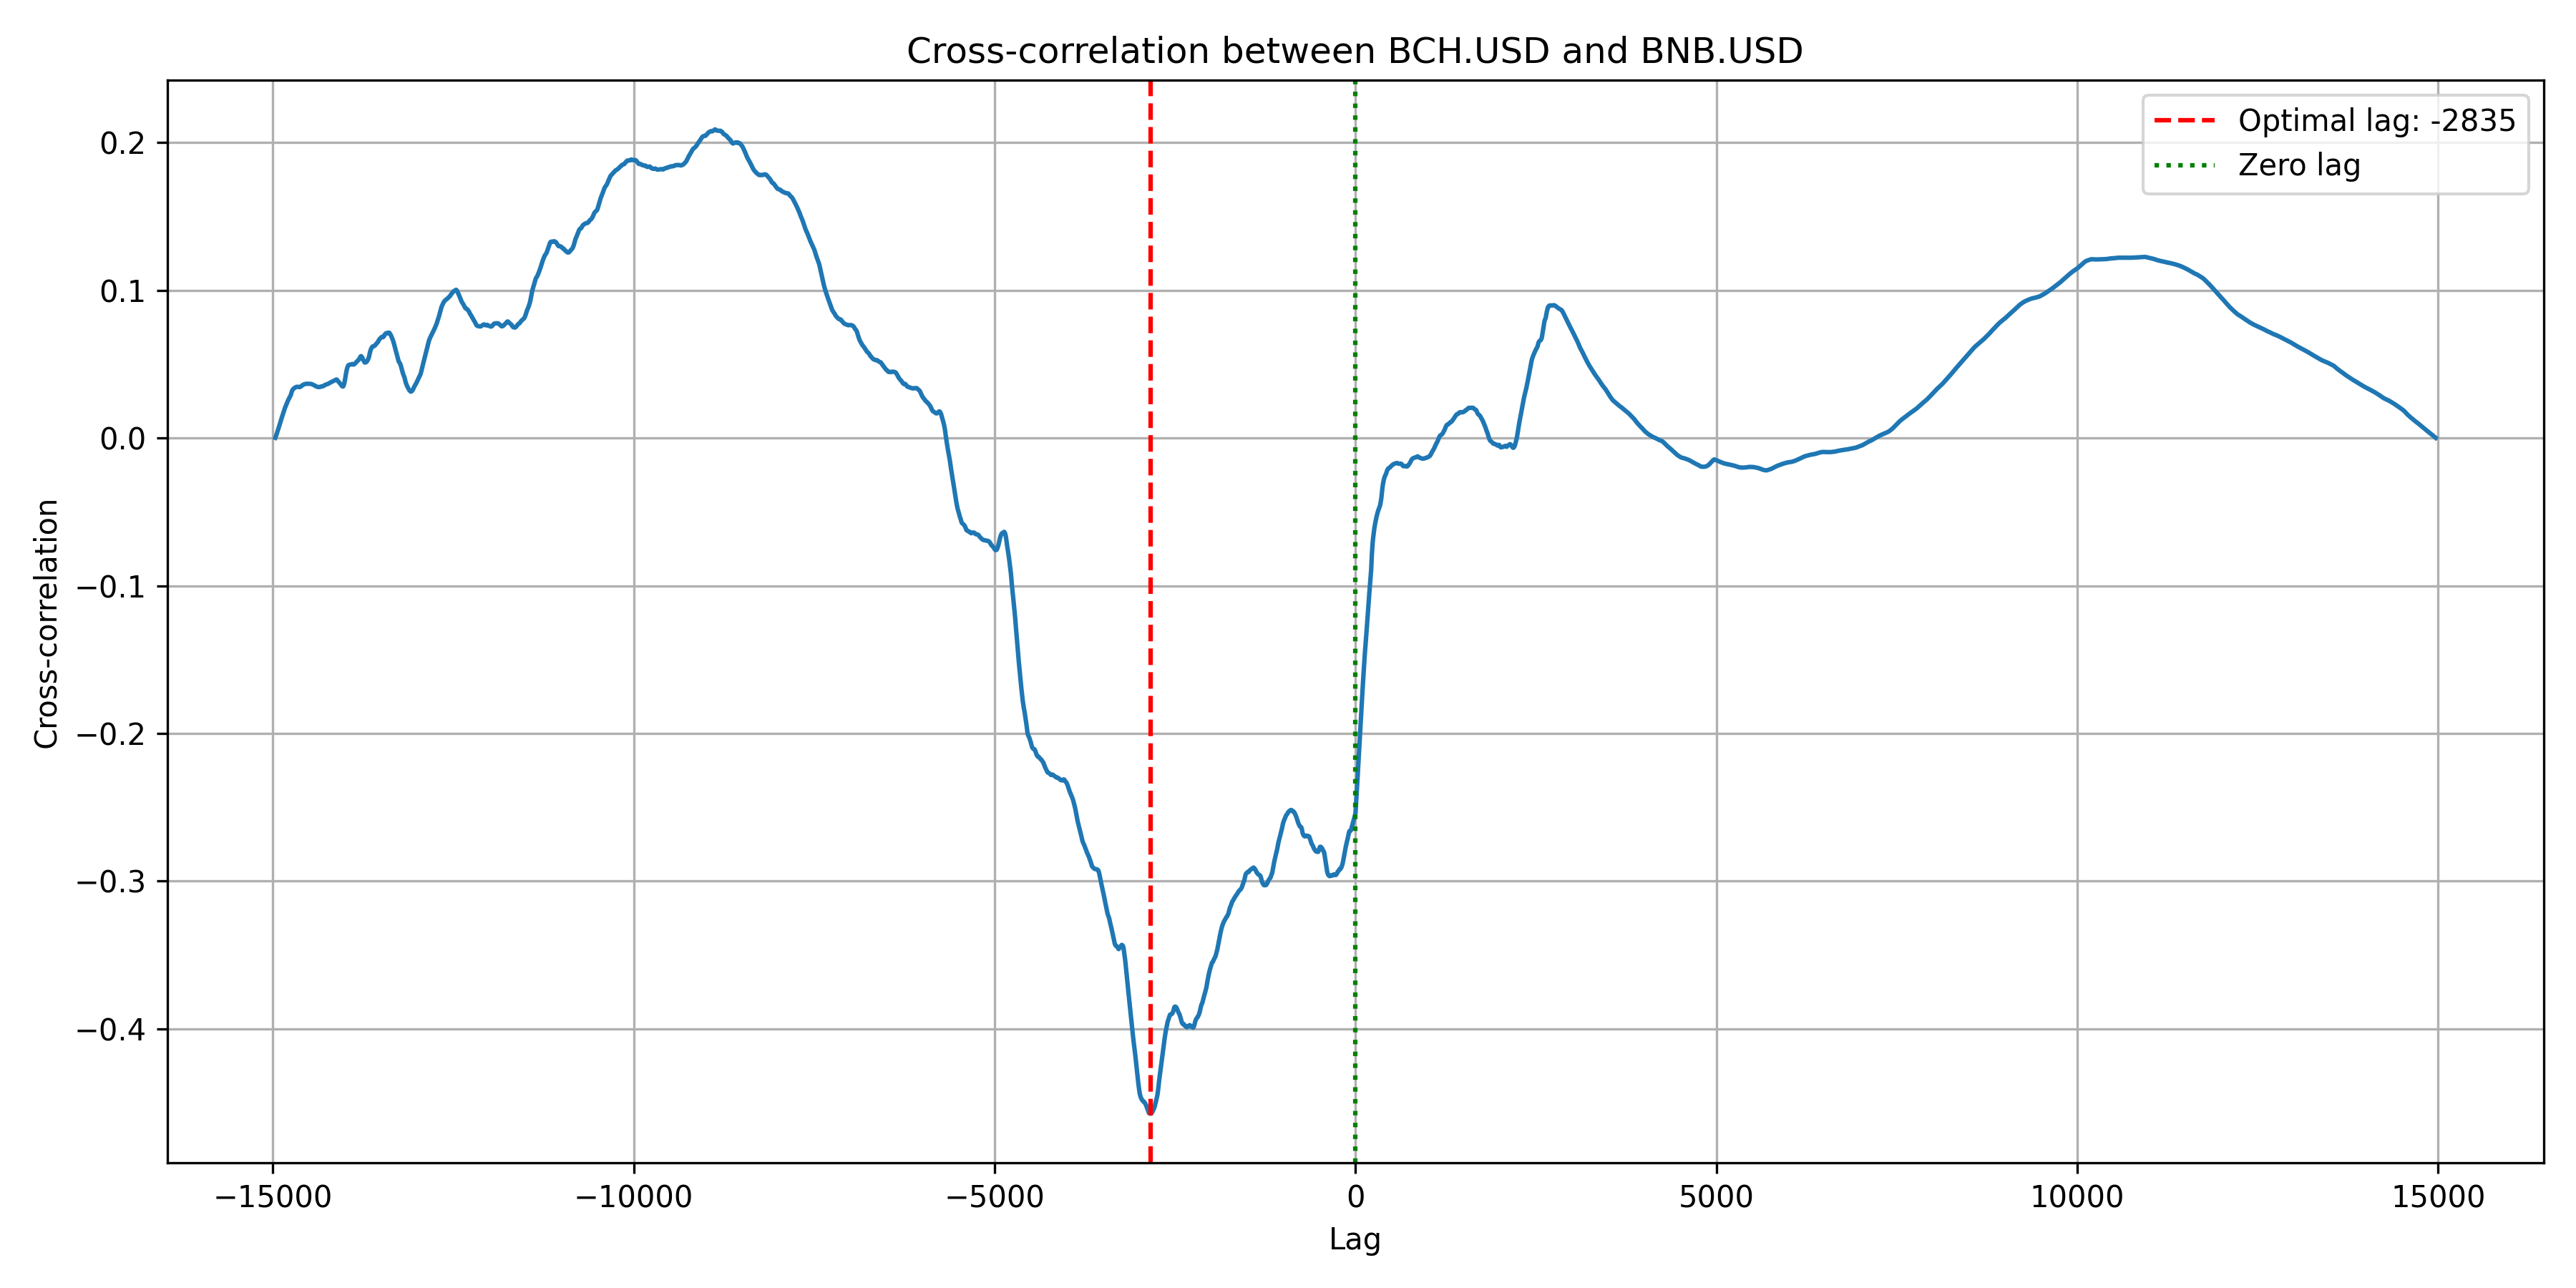 Cross-correlation between BCH.USD and BNB.USD
Optimal lag: -2835
Zero lag
0.2
0.1
0.0
−0.1
−0.2
−0.3
−0.4
Cross-correlation
−15000 −10000 −5000 0 5000 10000 15000
Lag